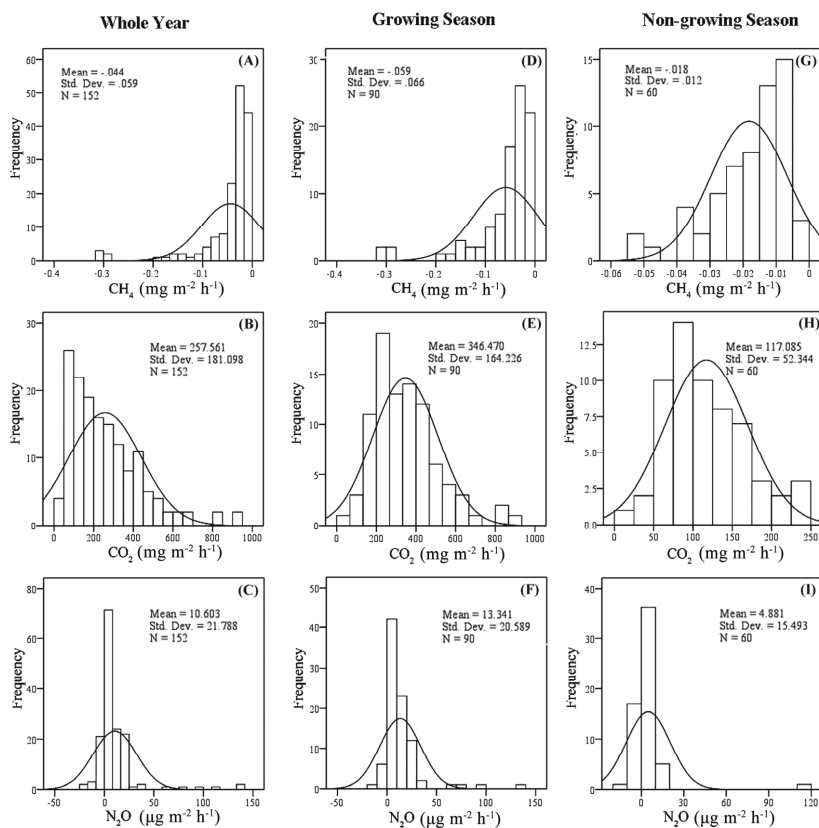 Whole Year
Growing Season
Non-growing Season
(A)
Mean = -.044
Std. Dev. = .059
N = 152
Frequency
60
50
40
30
20
10
0
-0.4
-0.3
-0.2
-0.1
0
CH₄ (mg m⁻² h⁻¹)
(D)
Mean = -.059
Std. Dev. = .066
N = 90
Frequency
30
20
10
0
-0.4
-0.3
-0.2
-0.1
0
CH₄ (mg m⁻² h⁻¹)
(G)
Mean = -.018
Std. Dev. = .012
N = 60
Frequency
15
10
5
0
-0.06
-0.05
-0.04
-0.03
-0.02
-0.01
0
CH₄ (mg m⁻² h⁻¹)
(B)
Mean = 257.561
Std. Dev. = 181.098
N = 152
Frequency
30
20
10
0
0
200
400
600
800
1000
CO₂ (mg m⁻² h⁻¹)
(E)
Mean = 346.470
Std. Dev. = 164.226
N = 90
Frequency
20
15
10
5
0
0
200
400
600
800
1000
CO₂ (mg m⁻² h⁻¹)
(H)
Mean = 117.085
Std. Dev. = 52.344
N = 60
Frequency
15.0
12.5
10.0
7.5
5.0
2.5
0.0
0
50
100
150
200
250
CO₂ (mg m⁻² h⁻¹)
(C)
Mean = 10.603
Std. Dev. = 21.788
N = 152
Frequency
80
60
40
20
0
-50
0
50
100
150
N₂O (µg m⁻² h⁻¹)
(F)
Mean = 13.341
Std. Dev. = 20.589
N = 90
Frequency
50
40
30
20
10
0
-50
0
50
100
150
N₂O (µg m⁻² h⁻¹)
(I)
Mean = 4.881
Std. Dev. = 15.493
N = 60
Frequency
40
30
20
10
0
-30
0
30
60
90
120
N₂O (µg m⁻² h⁻¹)